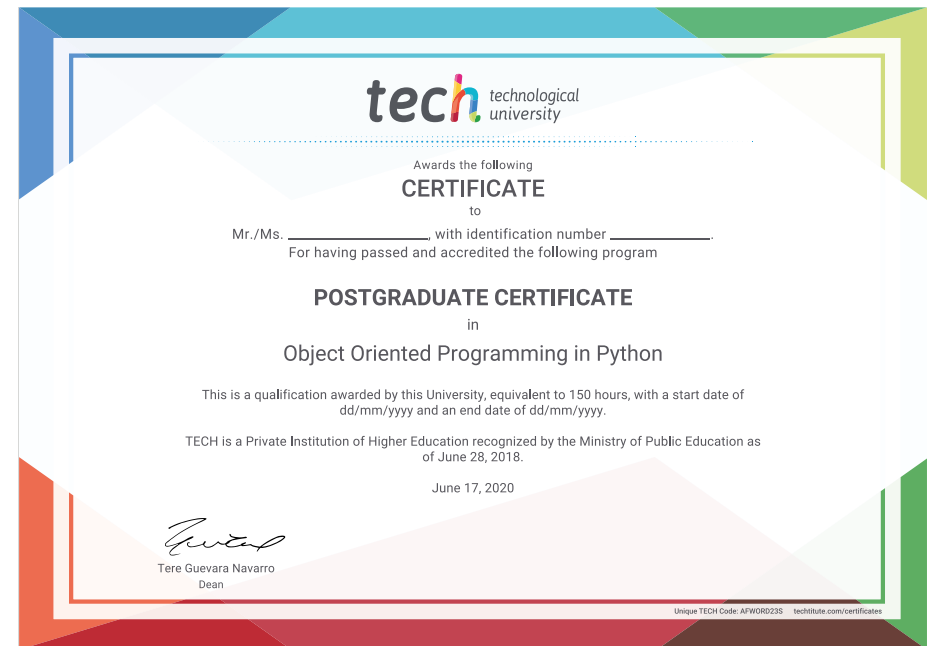 tech technological
university
Awards the following
CERTIFICATE
to
Mr./Ms. ____________________, with identification number ______________.
For having passed and accredited the following program
POSTGRADUATE CERTIFICATE
in
Object Oriented Programming in Python
This is a qualification awarded by this University, equivalent to 150 hours, with a start date of
dd/mm/yyyy and an end date of dd/mm/yyyy.
TECH is a Private Institution of Higher Education recognized by the Ministry of Public Education as
of June 28, 2018.
June 17, 2020
Tere Guevara Navarro
Dean
Unique TECH Code: AFWORD23S techtitute.com/certificates